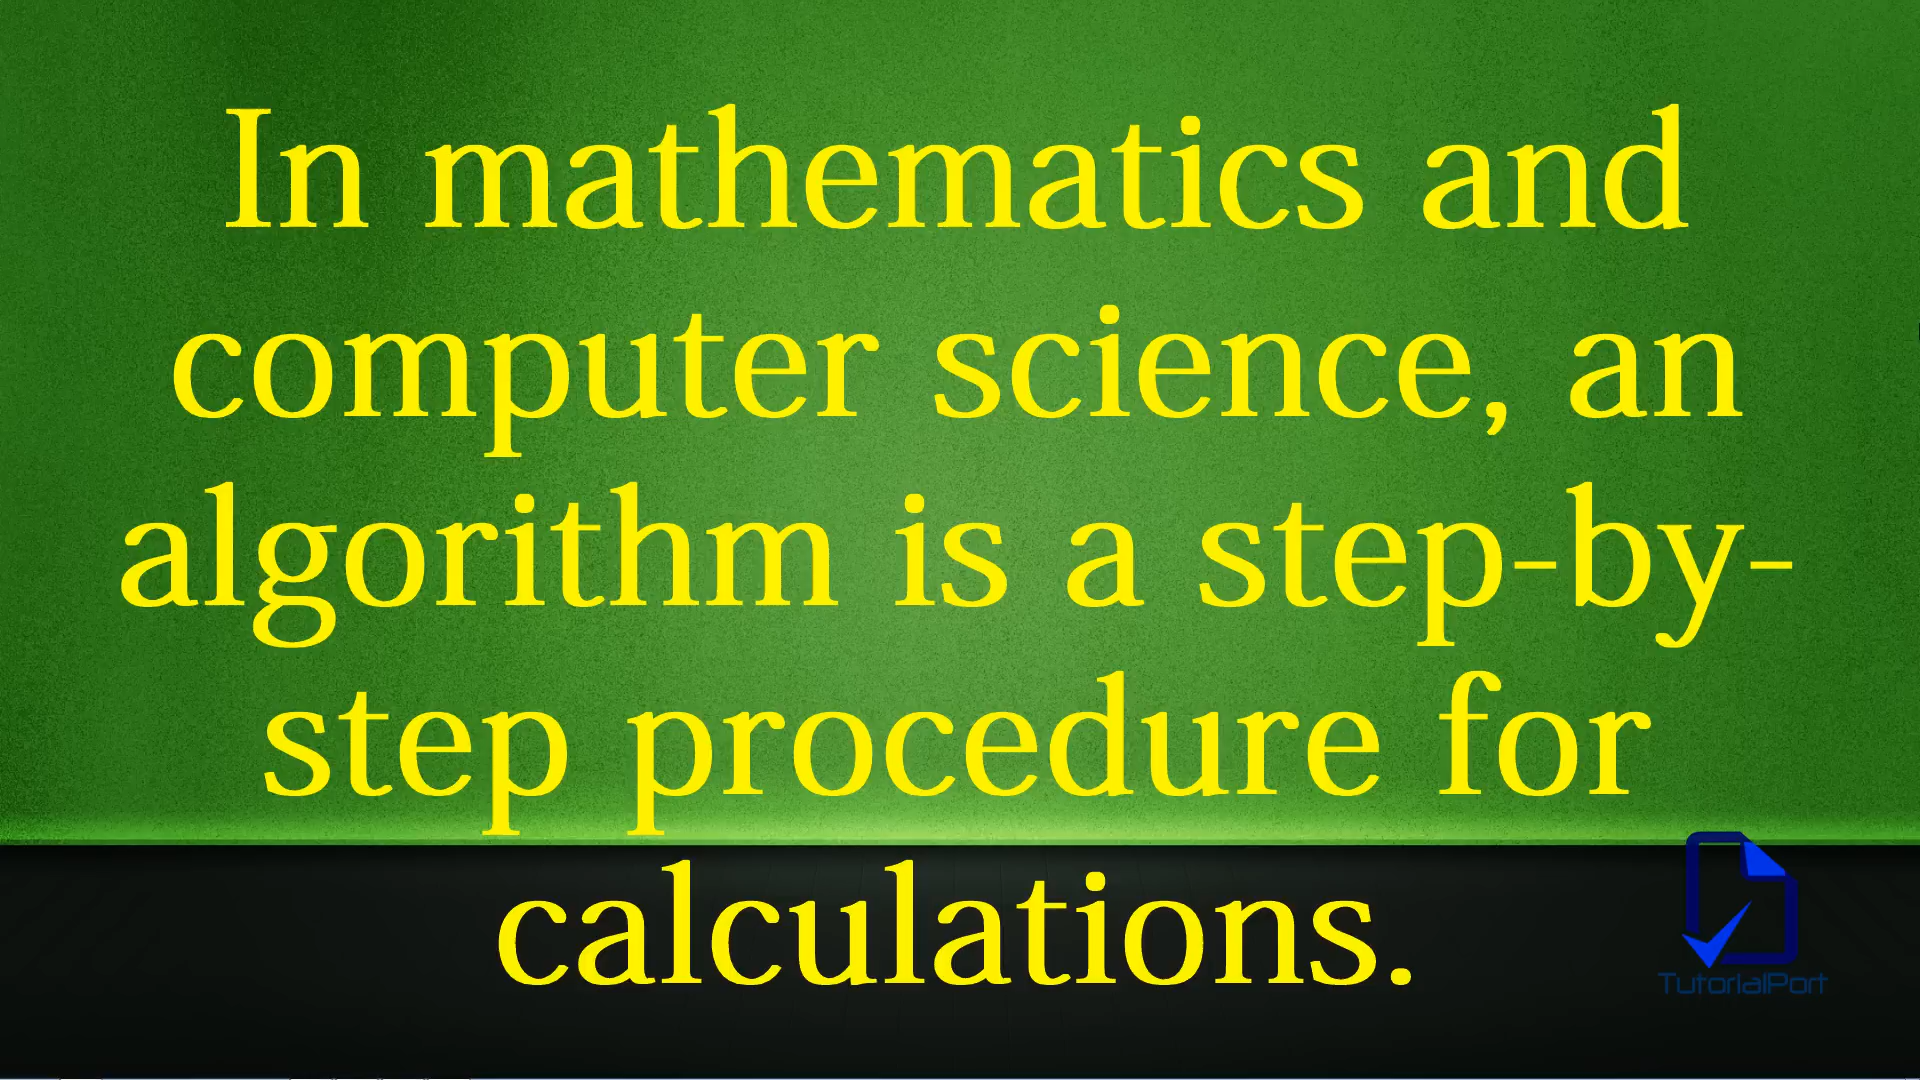 In mathematics and
computer science, an
algorithm is a step-by-
step procedure for
calculations.
TutorialPort